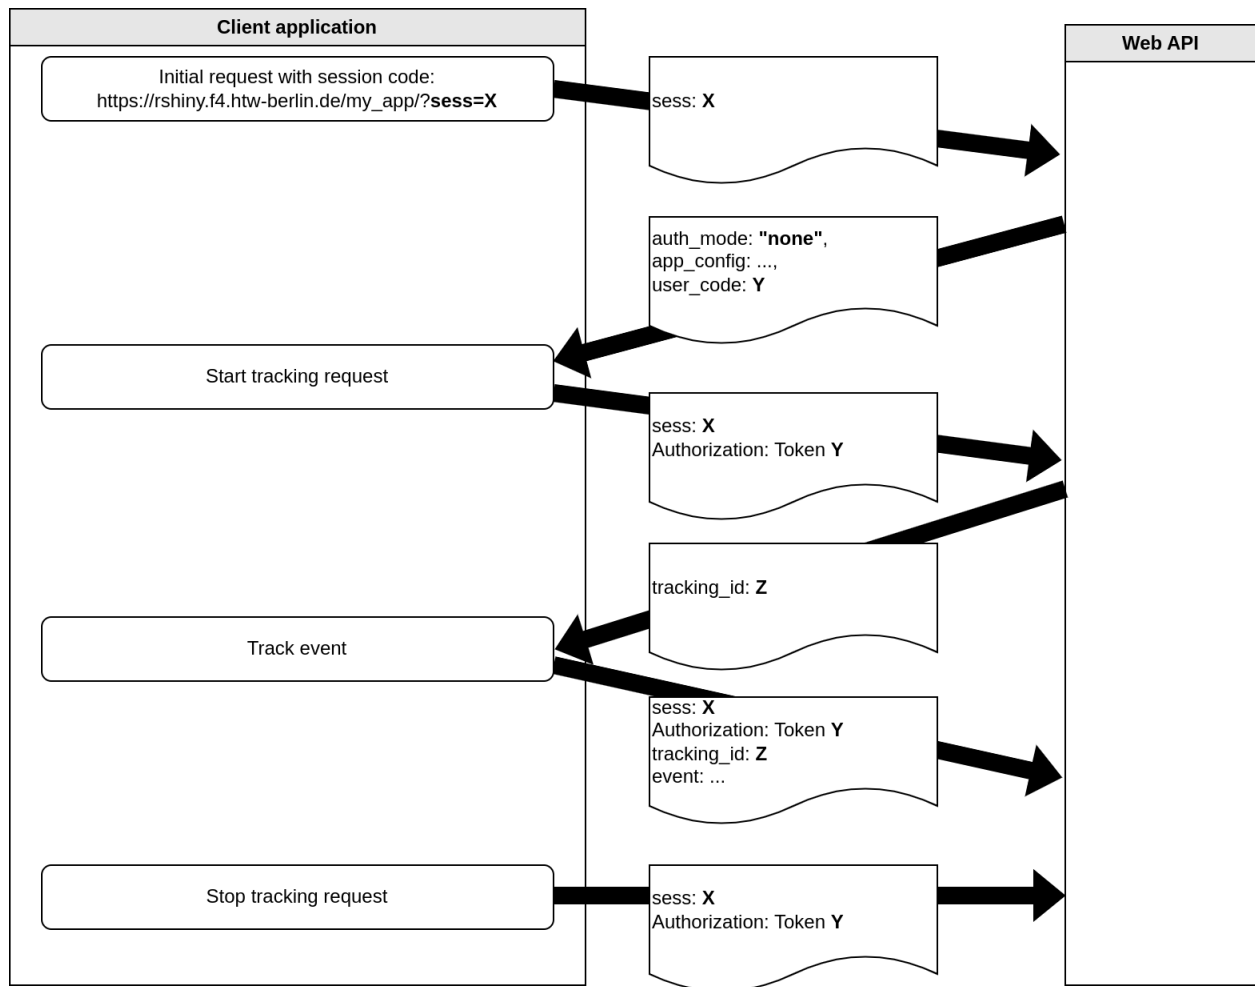 Client application
Web API
Initial request with session code:
https://rshiny.f4.htw-berlin.de/my_app/?sess=X
sess: X
auth_mode: "none",
app_config: ...,
user_code: Y
Start tracking request
sess: X
Authorization: Token Y
tracking_id: Z
Track event
sess: X
Authorization: Token Y
tracking_id: Z
event: ...
Stop tracking request
sess: X
Authorization: Token Y